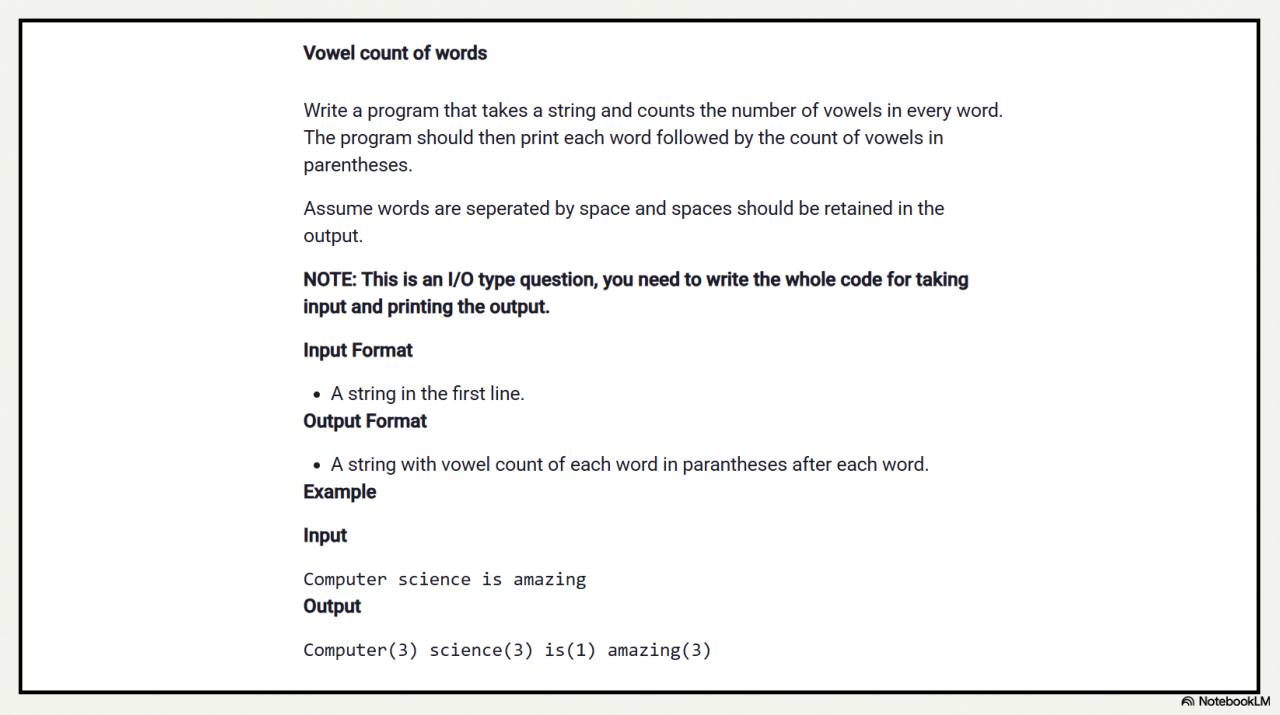 Vowel count of words
Write a program that takes a string and counts the number of vowels in every word.
The program should then print each word followed by the count of vowels in
parentheses.
Assume words are seperated by space and spaces should be retained in the
output.
NOTE: This is an I/O type question, you need to write the whole code for taking
input and printing the output.
Input Format
• A string in the first line.
Output Format
• A string with vowel count of each word in parantheses after each word.
Example
Input
Computer science is amazing
Output
Computer(3) science(3) is(1) amazing(3)
NotebookLM